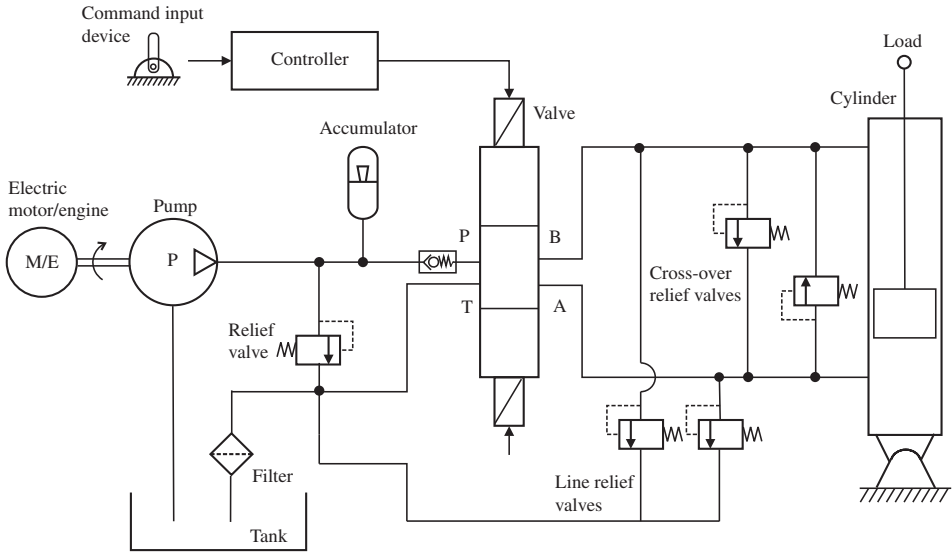 Command input
device
Controller
Load
Cylinder
Valve
Accumulator
Electric
motor/engine
Pump
M/E
P
P
B
T
A
Cross-over
relief valves
Relief
valve
Filter
Line relief
valves
Tank